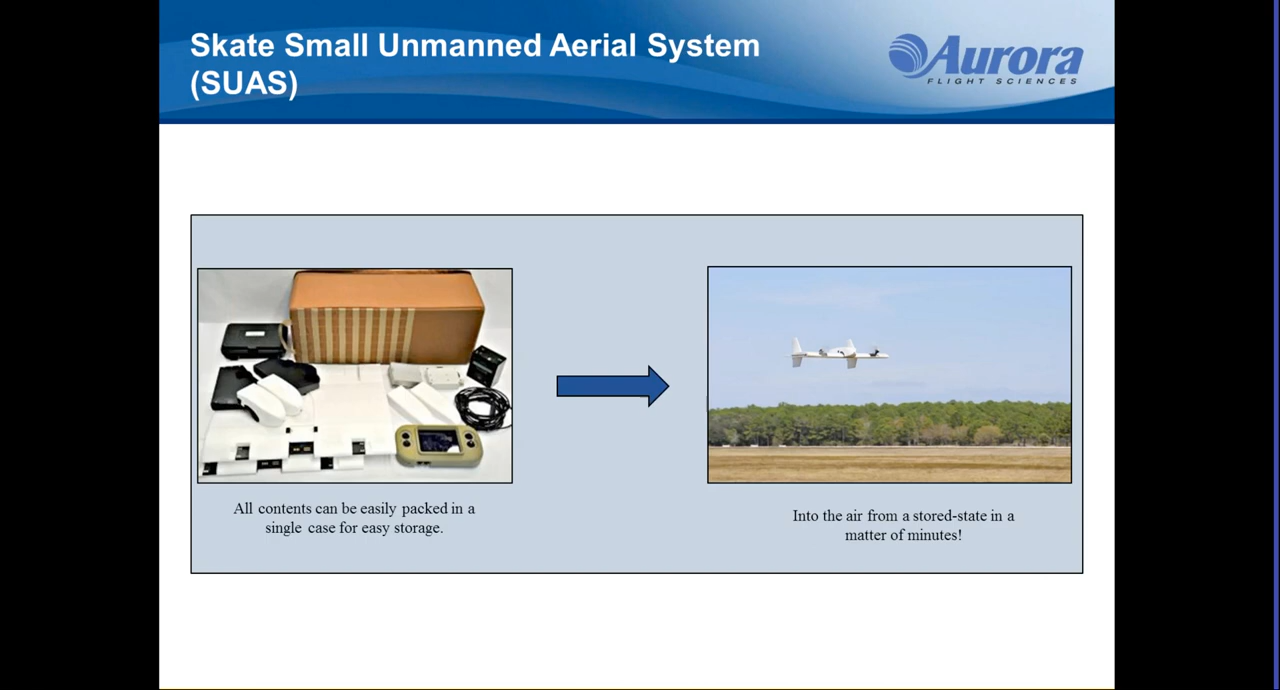 Skate Small Unmanned Aerial System
(SUAS)
Aurora
FLIGHT SCIENCES
All contents can be easily packed in a
single case for easy storage.
Into the air from a stored-state in a
matter of minutes!